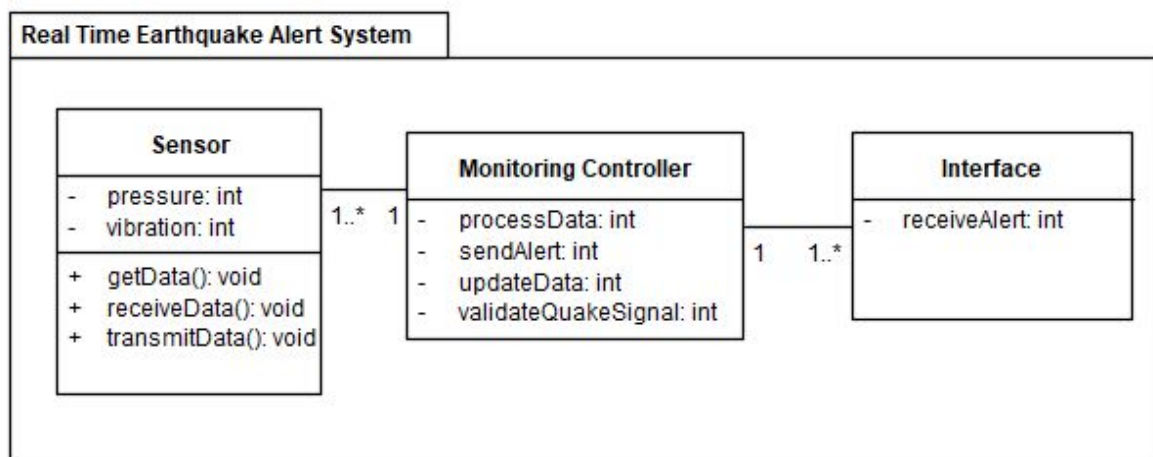 Real Time Earthquake Alert System
Sensor
- pressure: int
- vibration: int
+ getData(): void
+ receiveData(): void
+ transmitData(): void
1..* 1
Monitoring Controller
- processData: int
- sendAlert: int
- updateData: int
- validateQuakeSignal: int
1 1..*
Interface
- receiveAlert: int